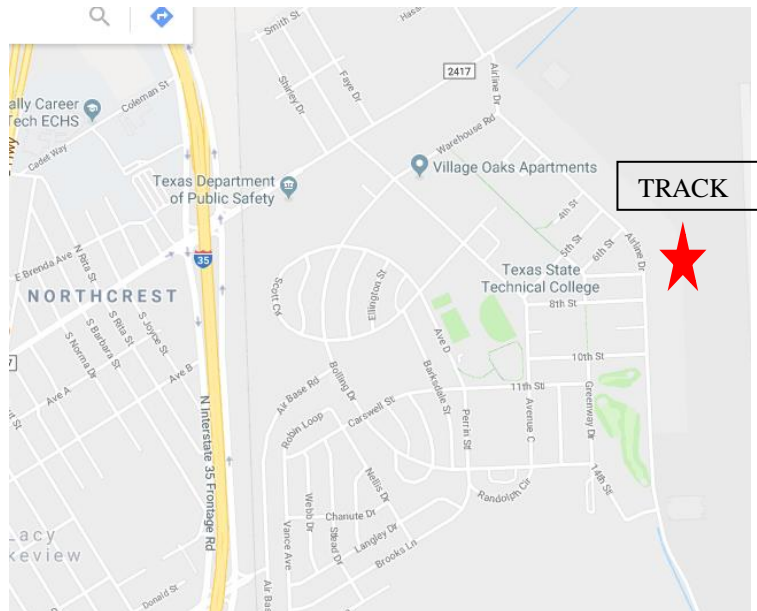 Smith St
Hass
2417
Airline Dr
Shirley Dr
Faye Dr
ally Career
Tech ECHS
Coleman St
Cadet Way
Hwy
Warehouse Rd
Village Oaks Apartments
Texas Department
of Public Safety
TRACK
4th St
5th St
6th St
Airline Dr
35
E Brenda Ave
N Rita St
NORTHCREST
S Joyce St
S Rita St
S Barbara St
S Norma Dr
Scott Cir
Ellington St
Texas State
Technical College
8th St
Ave D
10th St
7
Ave B
Ave A
Bolling Dr
Barksdale St
Air Base Rd
11th St
Carswell St
Robin Loop
Perrin St
Avenue C
Greenway Dr
N Interstate 35 Frontage Rd
Nellis Dr
14th St
Randolph Cir
Webb Dr
Chanute Dr
Stead Dr
Langley Dr
Brooks Ln
Vance Ave
Lacy
keview
Donald St
Air Bas